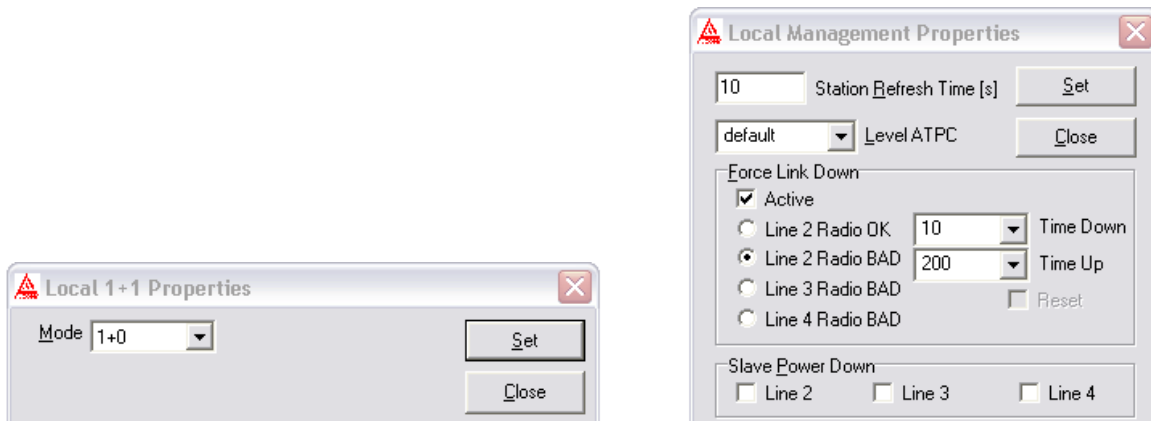 Local 1+1 Properties
Mode 1+0
Set
Close
Local Management Properties
10 Station Refresh Time [s] Set
default Level ATPC Close
Force Link Down
Active
Line 2 Radio OK 10 Time Down
Line 2 Radio BAD 200 Time Up
Line 3 Radio BAD Reset
Line 4 Radio BAD
Slave Power Down
Line 2 Line 3 Line 4